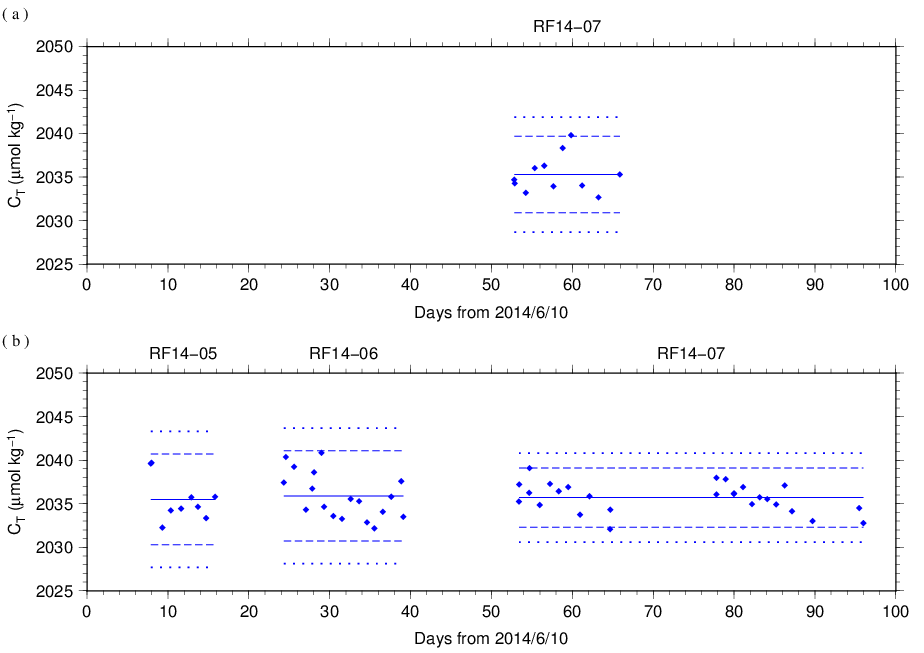 ( a )
RF14−07
2050
2045
2040
2035
2030
2025
C_T (µmol kg⁻¹)
0 10 20 30 40 50 60 70 80 90 100
Days from 2014/6/10
( b )
RF14−05 RF14−06 RF14−07
2050
2045
2040
2035
2030
2025
C_T (µmol kg⁻¹)
0 10 20 30 40 50 60 70 80 90 100
Days from 2014/6/10